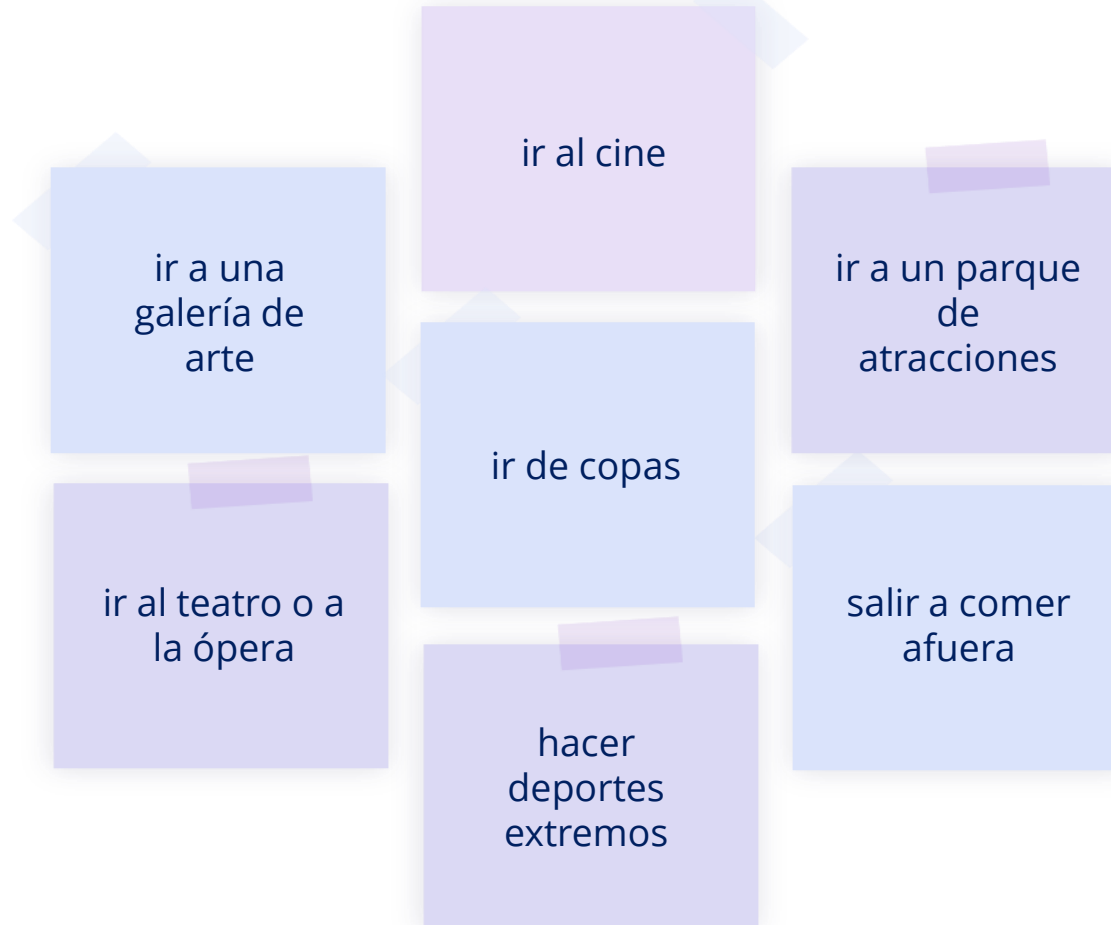 ir al cine
ir a una
galería de
arte
ir a un parque
de
atracciones
ir de copas
ir al teatro o a
la ópera
salir a comer
afuera
hacer
deportes
extremos